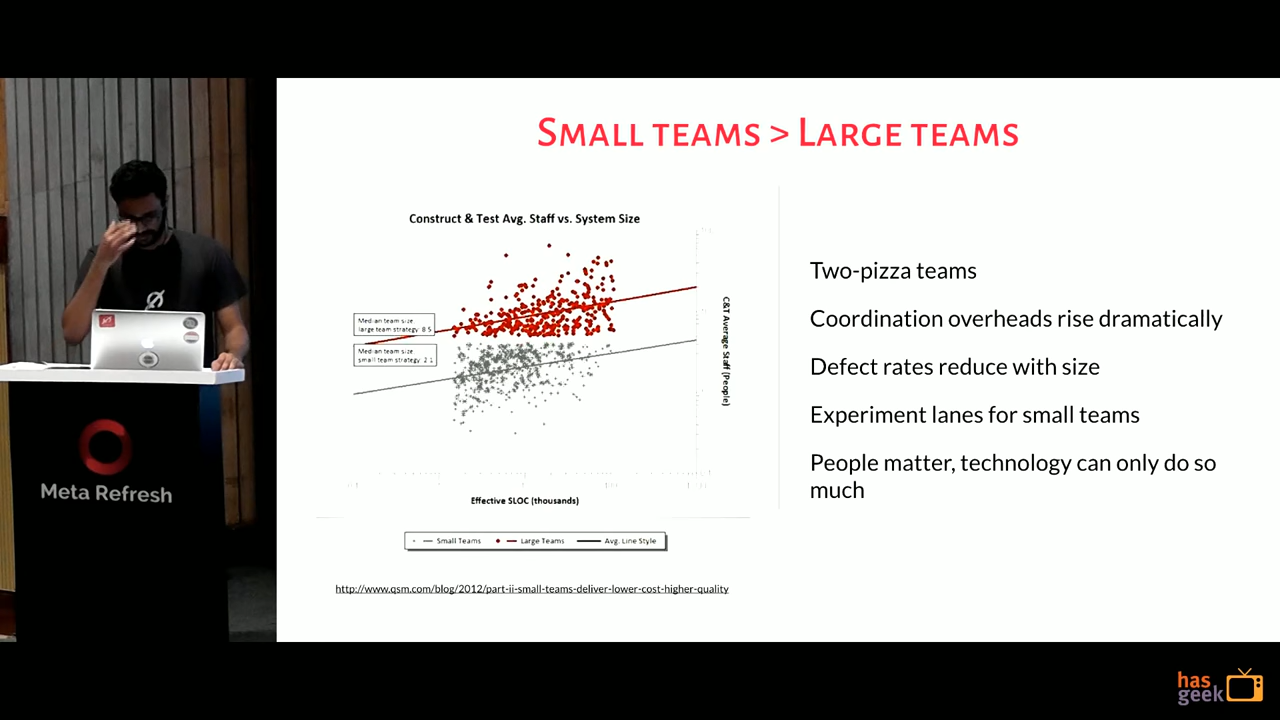 SMALL TEAMS > LARGE TEAMS
Construct & Test Avg. Staff vs. System Size
Median team size
large team strategy: 8.5
Median team size
small team strategy: 2.1
C&T Average Staff (People)
Effective SLOC (thousands)
Small Teams
Large Teams
Avg. Line Style
http://www.qsm.com/blog/2012/part-ii-small-teams-deliver-lower-cost-higher-quality
Two-pizza teams
Coordination overheads rise dramatically
Defect rates reduce with size
Experiment lanes for small teams
People matter, technology can only do so
much
Meta Refresh
has
geek